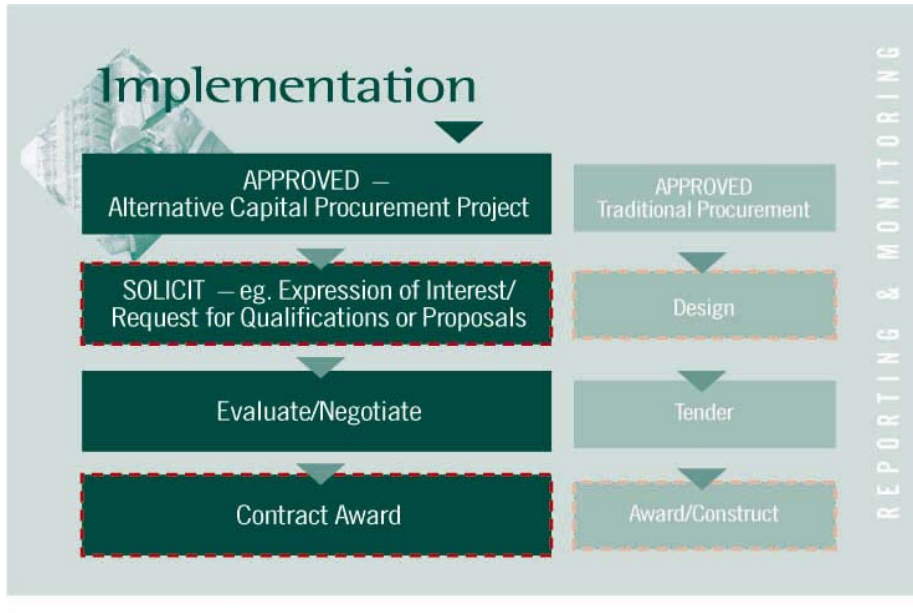 Implementation
APPROVED –
Alternative Capital Procurement Project
SOLICIT – eg. Expression of Interest/
Request for Qualifications or Proposals
Evaluate/Negotiate
Contract Award
APPROVED
Traditional Procurement
Design
Tender
Award/Construct
REPORTING & MONITORING